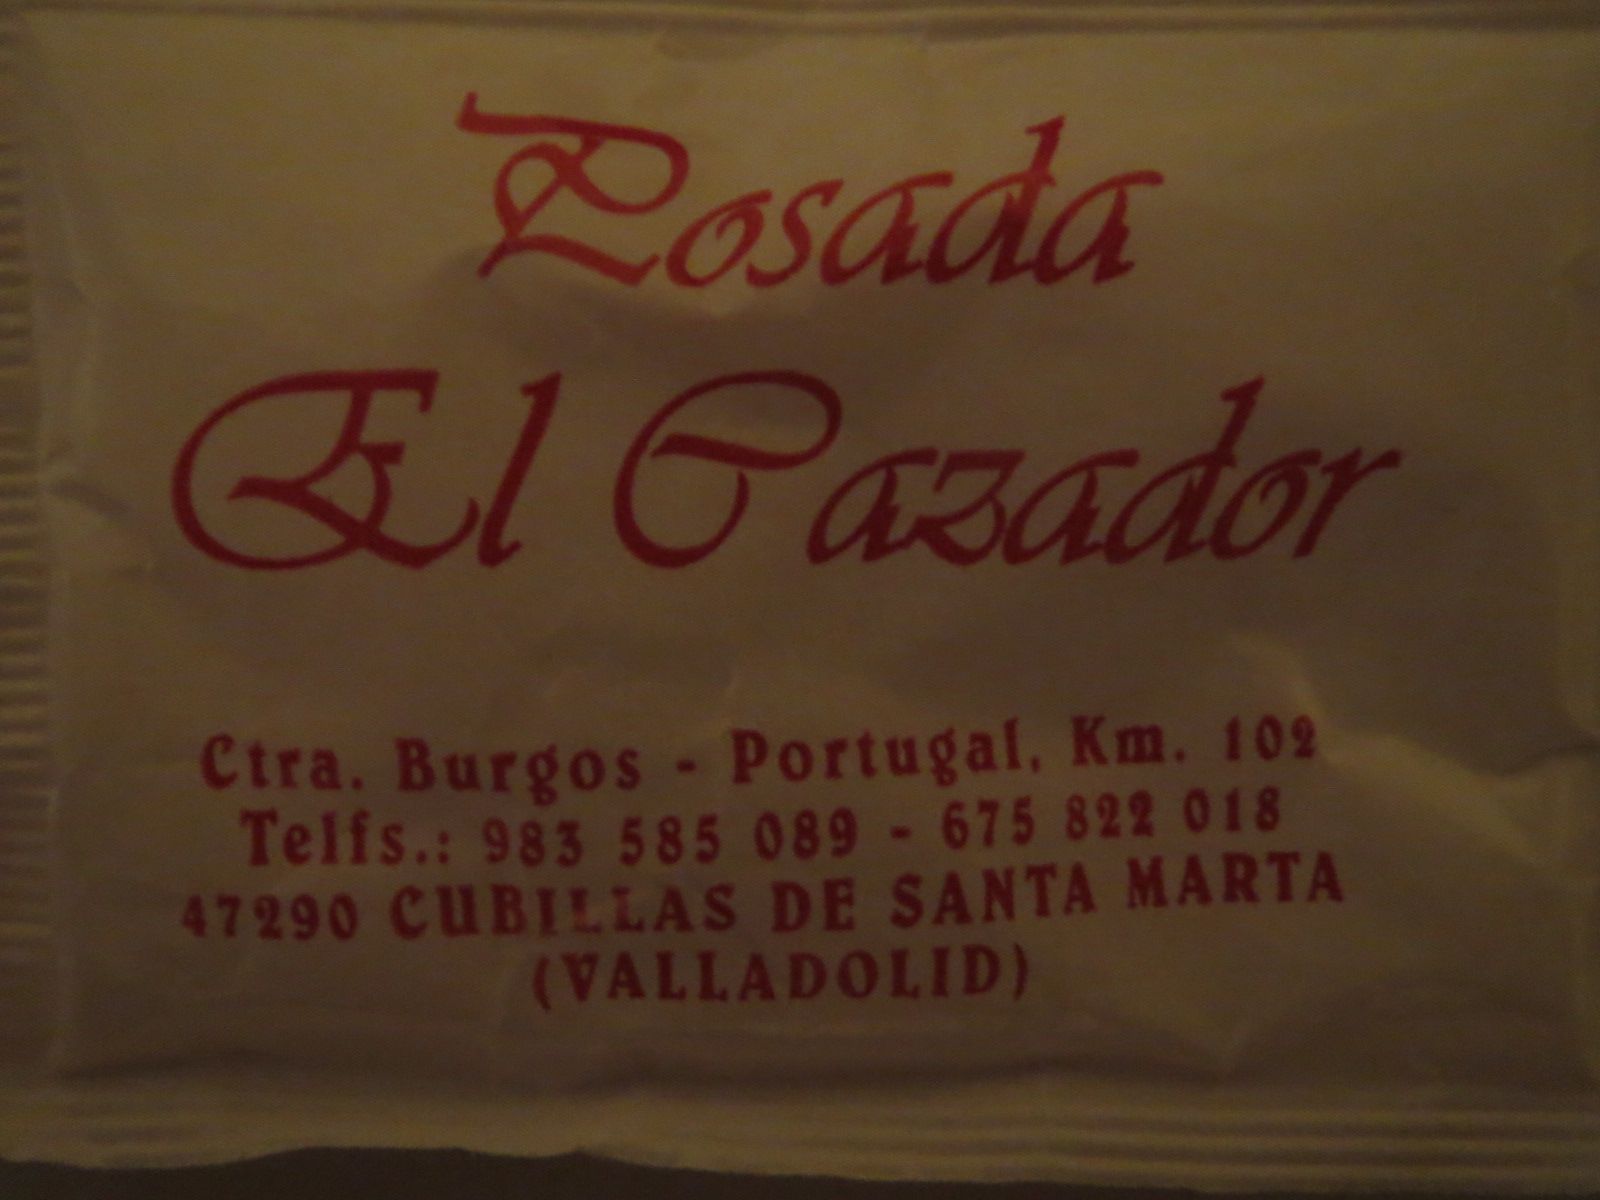 Posada
El Cazador
Ctra. Burgos - Portugal, Km. 102
Telfs.: 983 585 089 - 675 822 018
47290 CUBILLAS DE SANTA MARTA
(VALLADOLID)